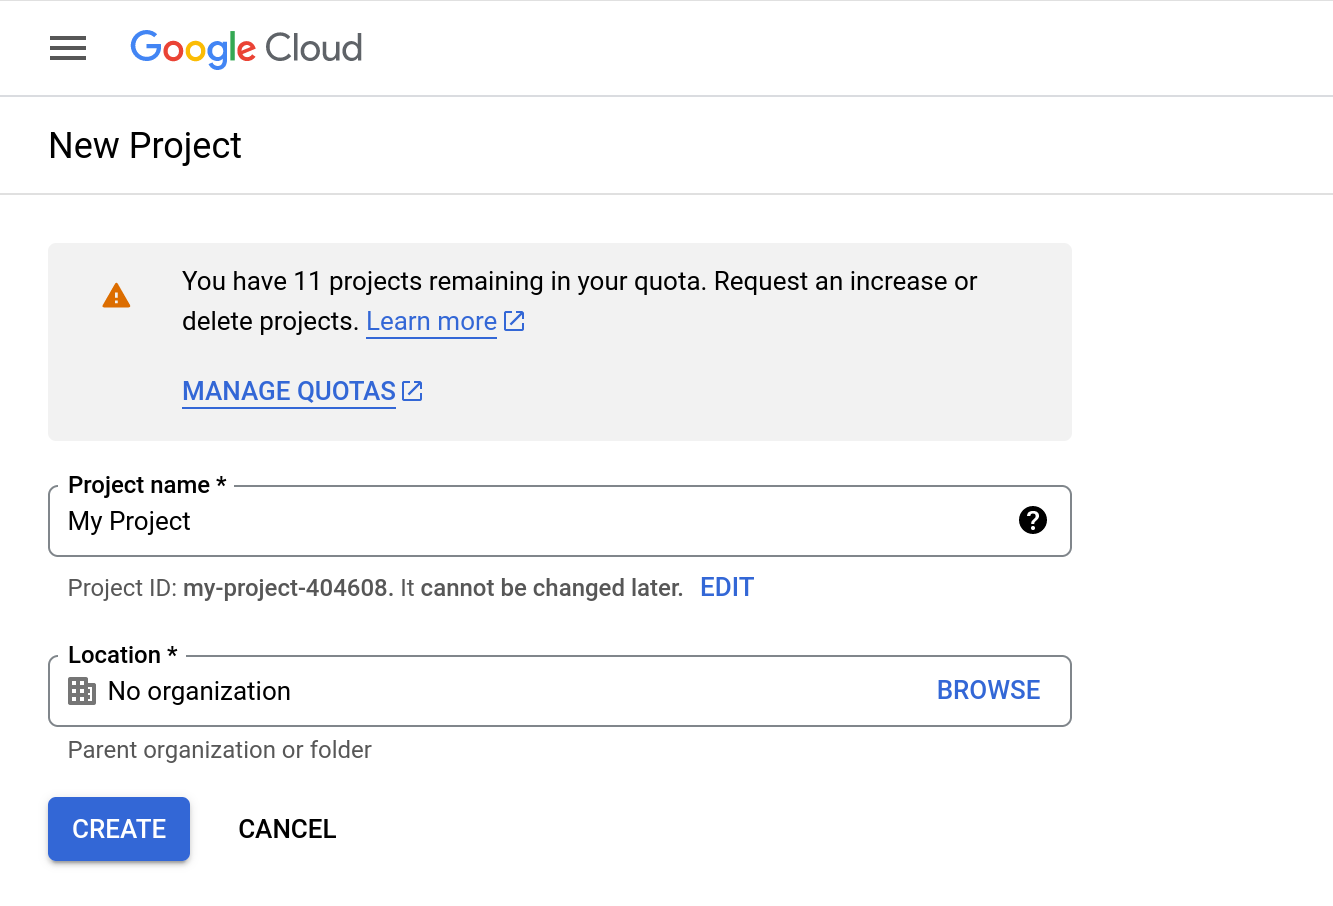 Google Cloud
New Project
You have 11 projects remaining in your quota. Request an increase or
delete projects. Learn more
MANAGE QUOTAS
Project name *
My Project
Project ID: my-project-404608. It cannot be changed later. EDIT
Location *
No organization BROWSE
Parent organization or folder
CREATE CANCEL